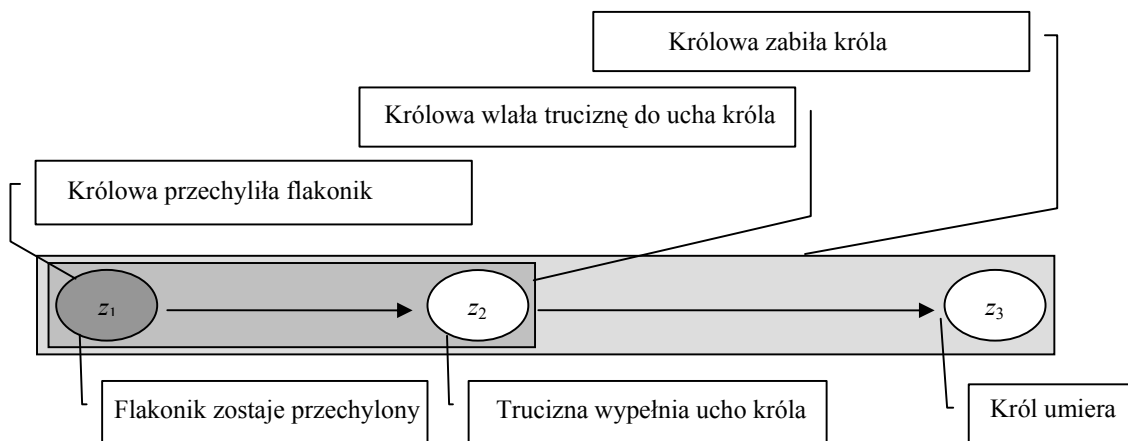 Królowa zabiła króla
Królowa wlała truciznę do ucha króla
Królowa przechyliła flakonik
z₁
z₂
z₃
Flakonik zostaje przechylony
Trucizna wypełnia ucho króla
Król umiera